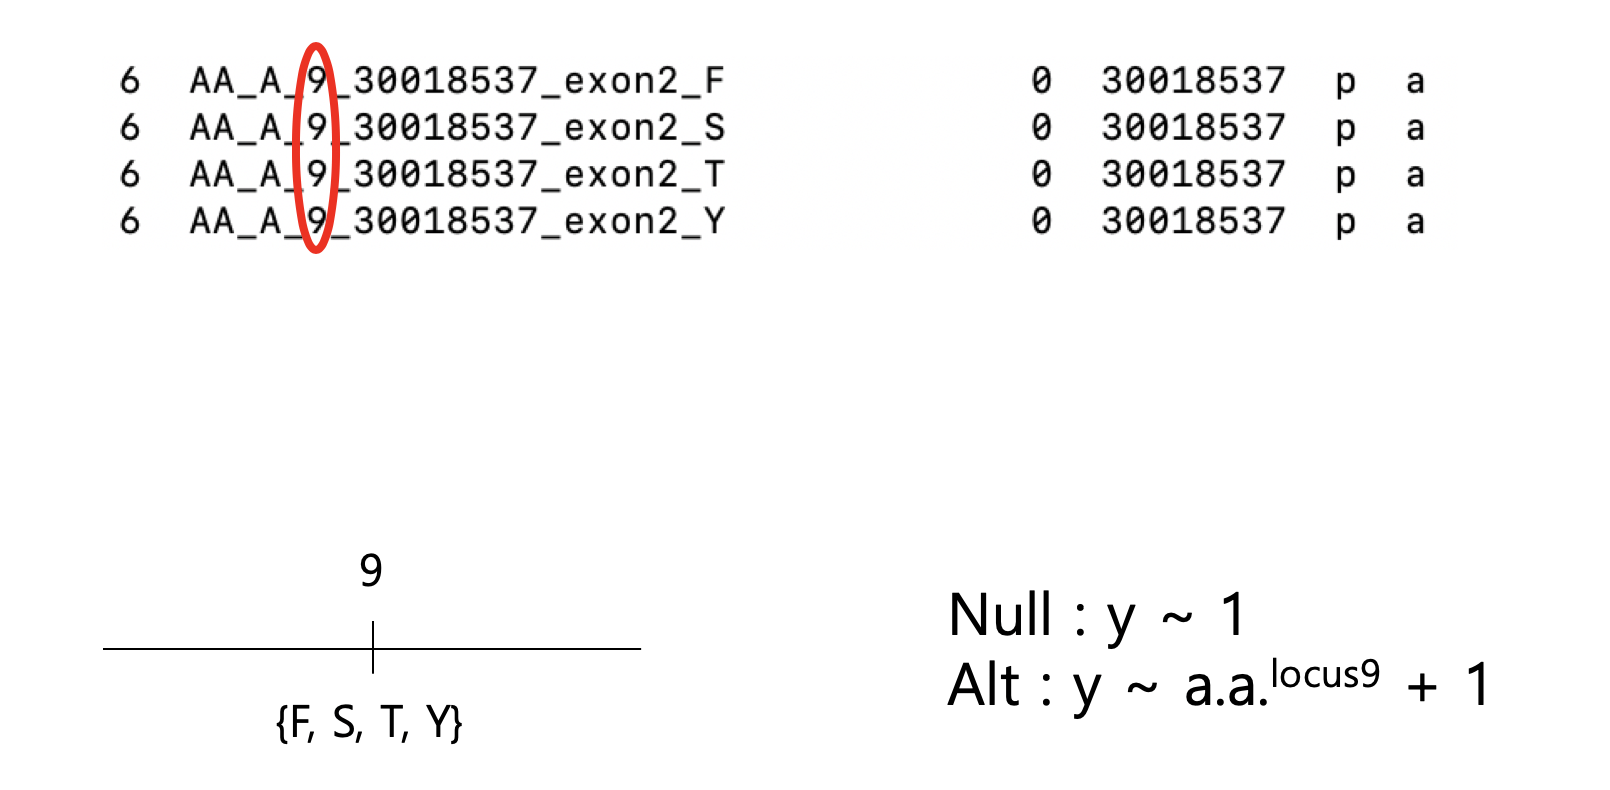 6 AA_A_9_30018537_exon2_F 0 30018537 p a
6 AA_A_9_30018537_exon2_S 0 30018537 p a
6 AA_A_9_30018537_exon2_T 0 30018537 p a
6 AA_A_9_30018537_exon2_Y 0 30018537 p a
9
{F, S, T, Y}
Null : y ~ 1
Alt : y ~ a.a.locus9 + 1